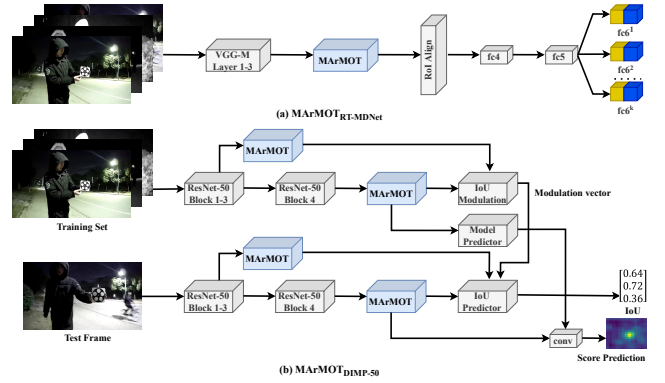 VGG-M
Layer 1-3
MArMOT
RoI Align
fc4
fc5
fc6¹
fc6²
.....
fc6ᵏ
(a) MArMOT_RT-MDNet
MArMOT
ResNet-50
Block 1-3
ResNet-50
Block 4
MArMOT
IoU
Modulation
Modulation vector
Training Set
Model
Predictor
MArMOT
ResNet-50
Block 1-3
ResNet-50
Block 4
MArMOT
IoU
Predictor
0.64
0.72
0.36
IoU
Test Frame
conv
Score Prediction
(b) MArMOT_DIMP-50